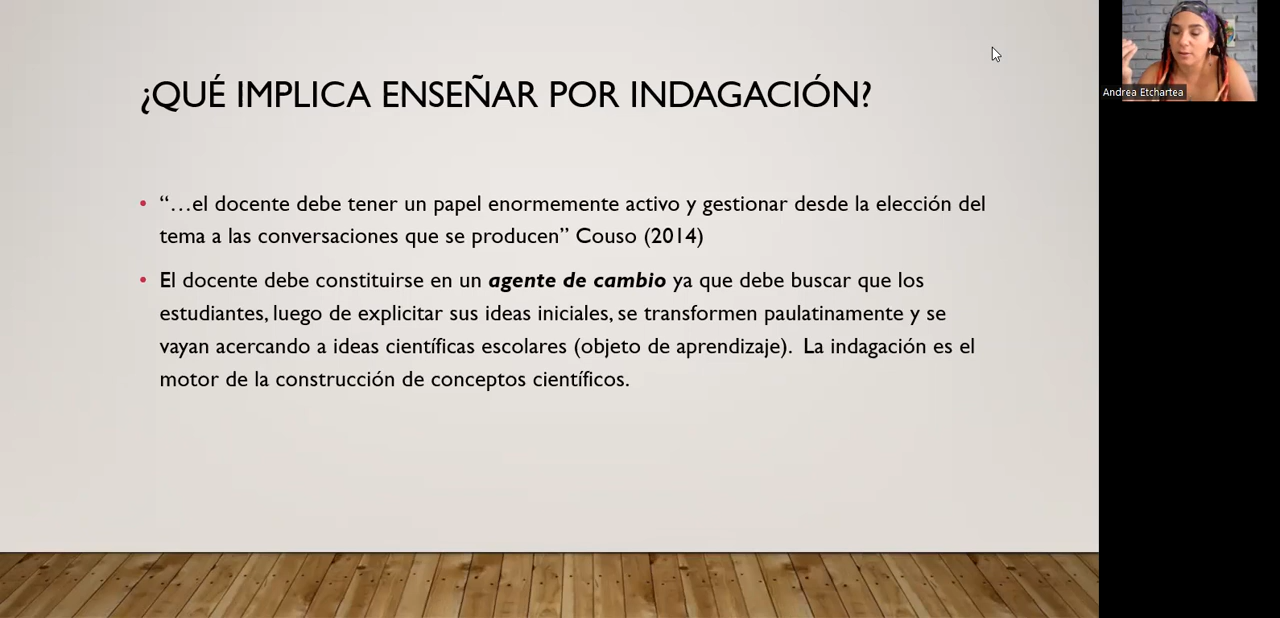 ¿QUÉ IMPLICA ENSEÑAR POR INDAGACIÓN?
• “…el docente debe tener un papel enormemente activo y gestionar desde la elección del
tema a las conversaciones que se producen” Couso (2014)
• El docente debe constituirse en un agente de cambio ya que debe buscar que los
estudiantes, luego de explicitar sus ideas iniciales, se transformen paulatinamente y se
vayan acercando a ideas científicas escolares (objeto de aprendizaje).  La indagación es el
motor de la construcción de conceptos científicos.
Andrea Etchartea